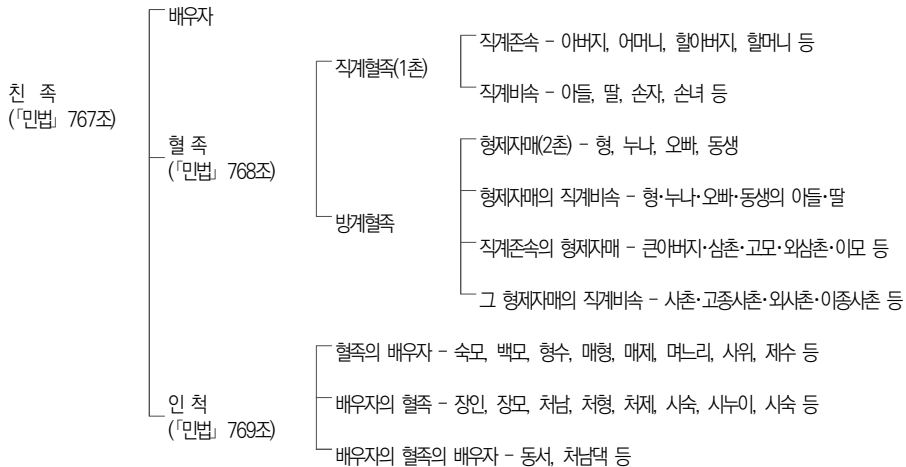 친 족
(「민법」 767조)
배우자
혈 족
(「민법」 768조)
직계혈족(1촌)
직계존속 - 아버지, 어머니, 할아버지, 할머니 등
직계비속 - 아들, 딸, 손자, 손녀 등
방계혈족
형제자매(2촌) - 형, 누나, 오빠, 동생
형제자매의 직계비속 - 형·누나·오빠·동생의 아들·딸
직계존속의 형제자매 - 큰아버지·삼촌·고모·외삼촌·이모 등
그 형제자매의 직계비속 - 사촌·고종사촌·외사촌·이종사촌 등
인 척
(「민법」 769조)
혈족의 배우자 - 숙모, 백모, 형수, 매형, 매제, 며느리, 사위, 제수 등
배우자의 혈족 - 장인, 장모, 처남, 처형, 처제, 시숙, 시누이, 시숙 등
배우자의 혈족의 배우자 - 동서, 처남댁 등